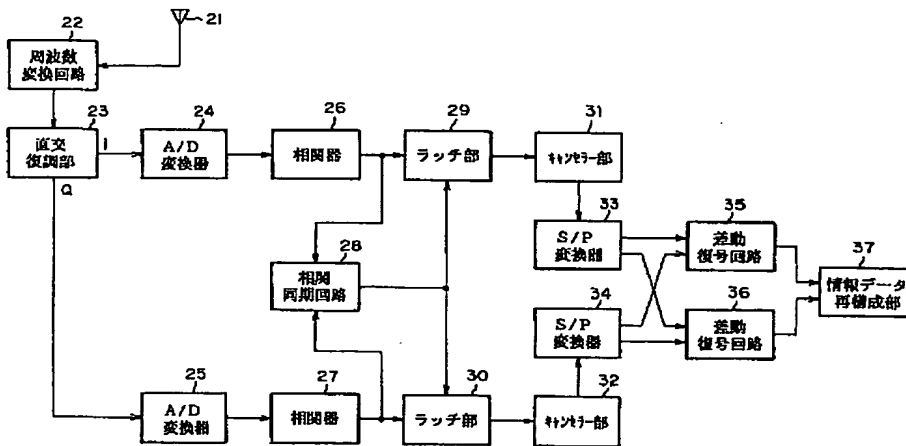 21
22
周波数
変換回路
23
直交
復調部
I
Q
24
A/D
変換器
26
相関器
29
ラッチ部
31
キャンセラー部
28
相関
同期回路
33
S/P
変換器
35
差動
復号回路
37
情報データ
再構成部
34
S/P
変換器
36
差動
復号回路
25
A/D
変換器
27
相関器
30
ラッチ部
32
キャンセラー部